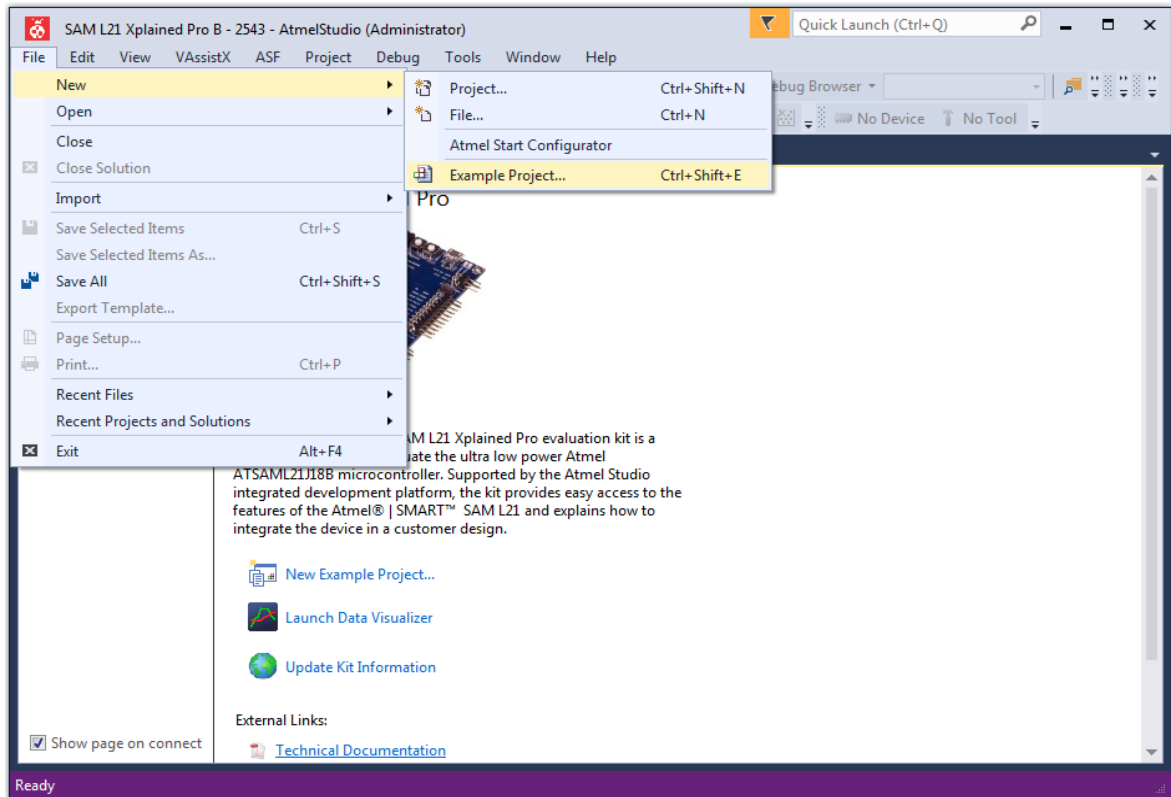 SAM L21 Xplained Pro B - 2543 - AtmelStudio (Administrator)
Quick Launch (Ctrl+Q)
File Edit View VAssistX ASF Project Debug Tools Window Help
New
Open
Close
Close Solution
Import
Save Selected Items Ctrl+S
Save Selected Items As...
Save All Ctrl+Shift+S
Export Template...
Page Setup...
Print... Ctrl+P
Recent Files
Recent Projects and Solutions
Exit Alt+F4
Project... Ctrl+Shift+N
File... Ctrl+N
Atmel Start Configurator
Example Project... Ctrl+Shift+E
Browser
No Device No Tool
Pro
L21 Xplained Pro evaluation kit is a
the ultra low power Atmel
ATSAML21J18B microcontroller. Supported by the Atmel Studio
integrated development platform, the kit provides easy access to the
features of the Atmel® | SMART™ SAM L21 and explains how to
integrate the device in a customer design.
New Example Project...
Launch Data Visualizer
Update Kit Information
External Links:
Technical Documentation
Show page on connect
Ready